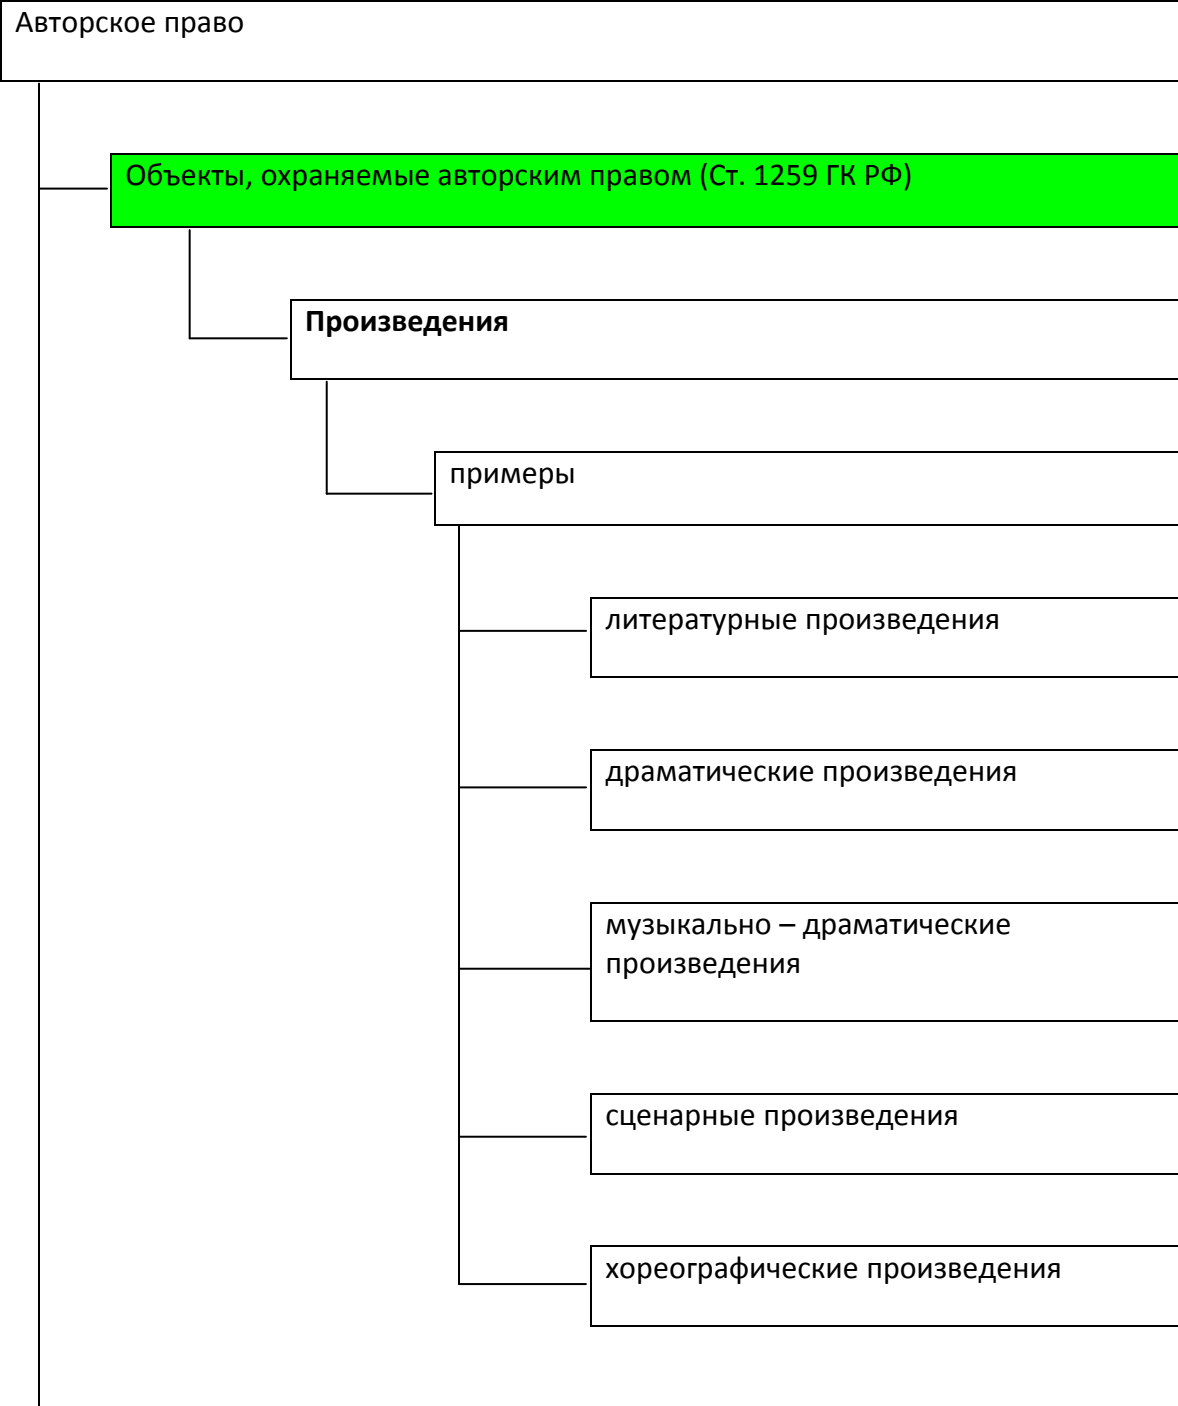 Авторское право
Объекты, охраняемые авторским правом (Ст. 1259 ГК РФ)
Произведения
примеры
литературные произведения
драматические произведения
музыкально – драматические
произведения
сценарные произведения
хореографические произведения